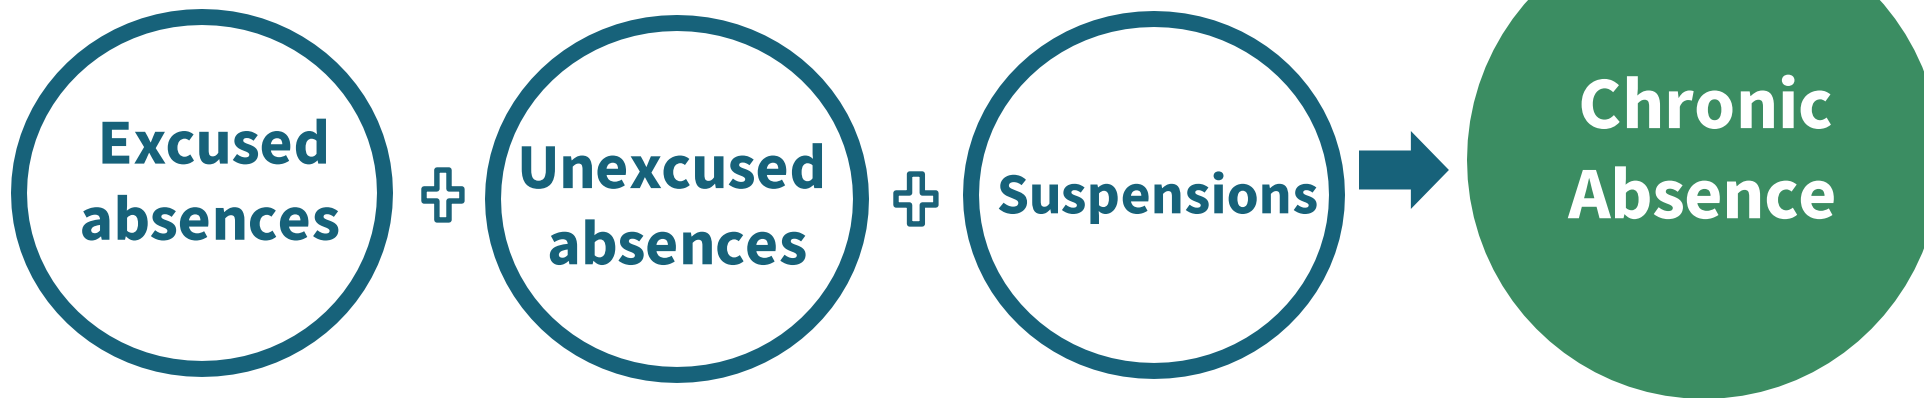 Excused
absences
Unexcused
absences
Suspensions
Chronic
Absence